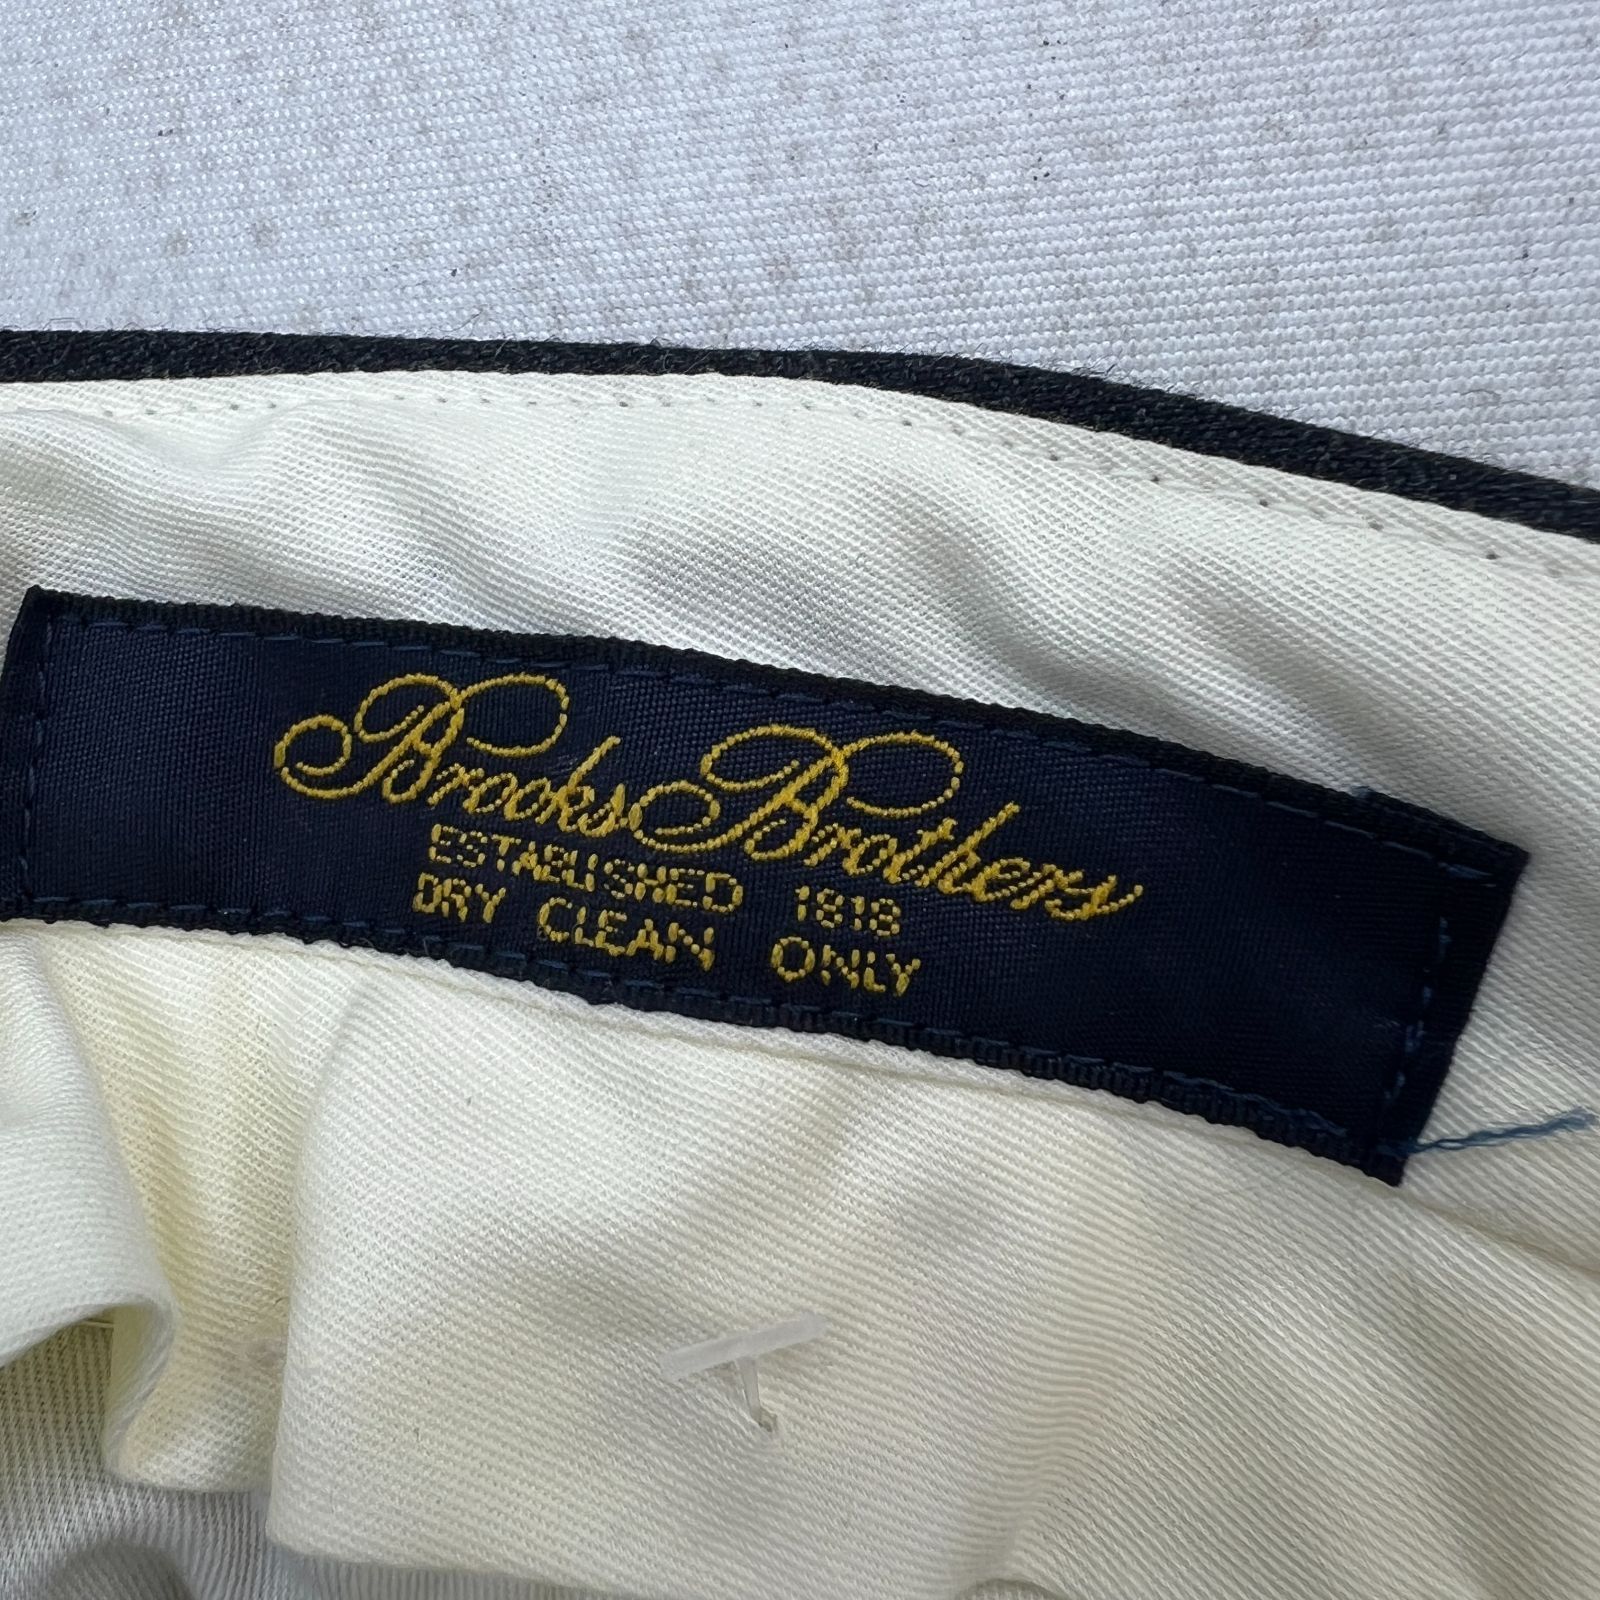 Brooks Brothers
ESTABLISHED 1818
DRY CLEAN ONLY